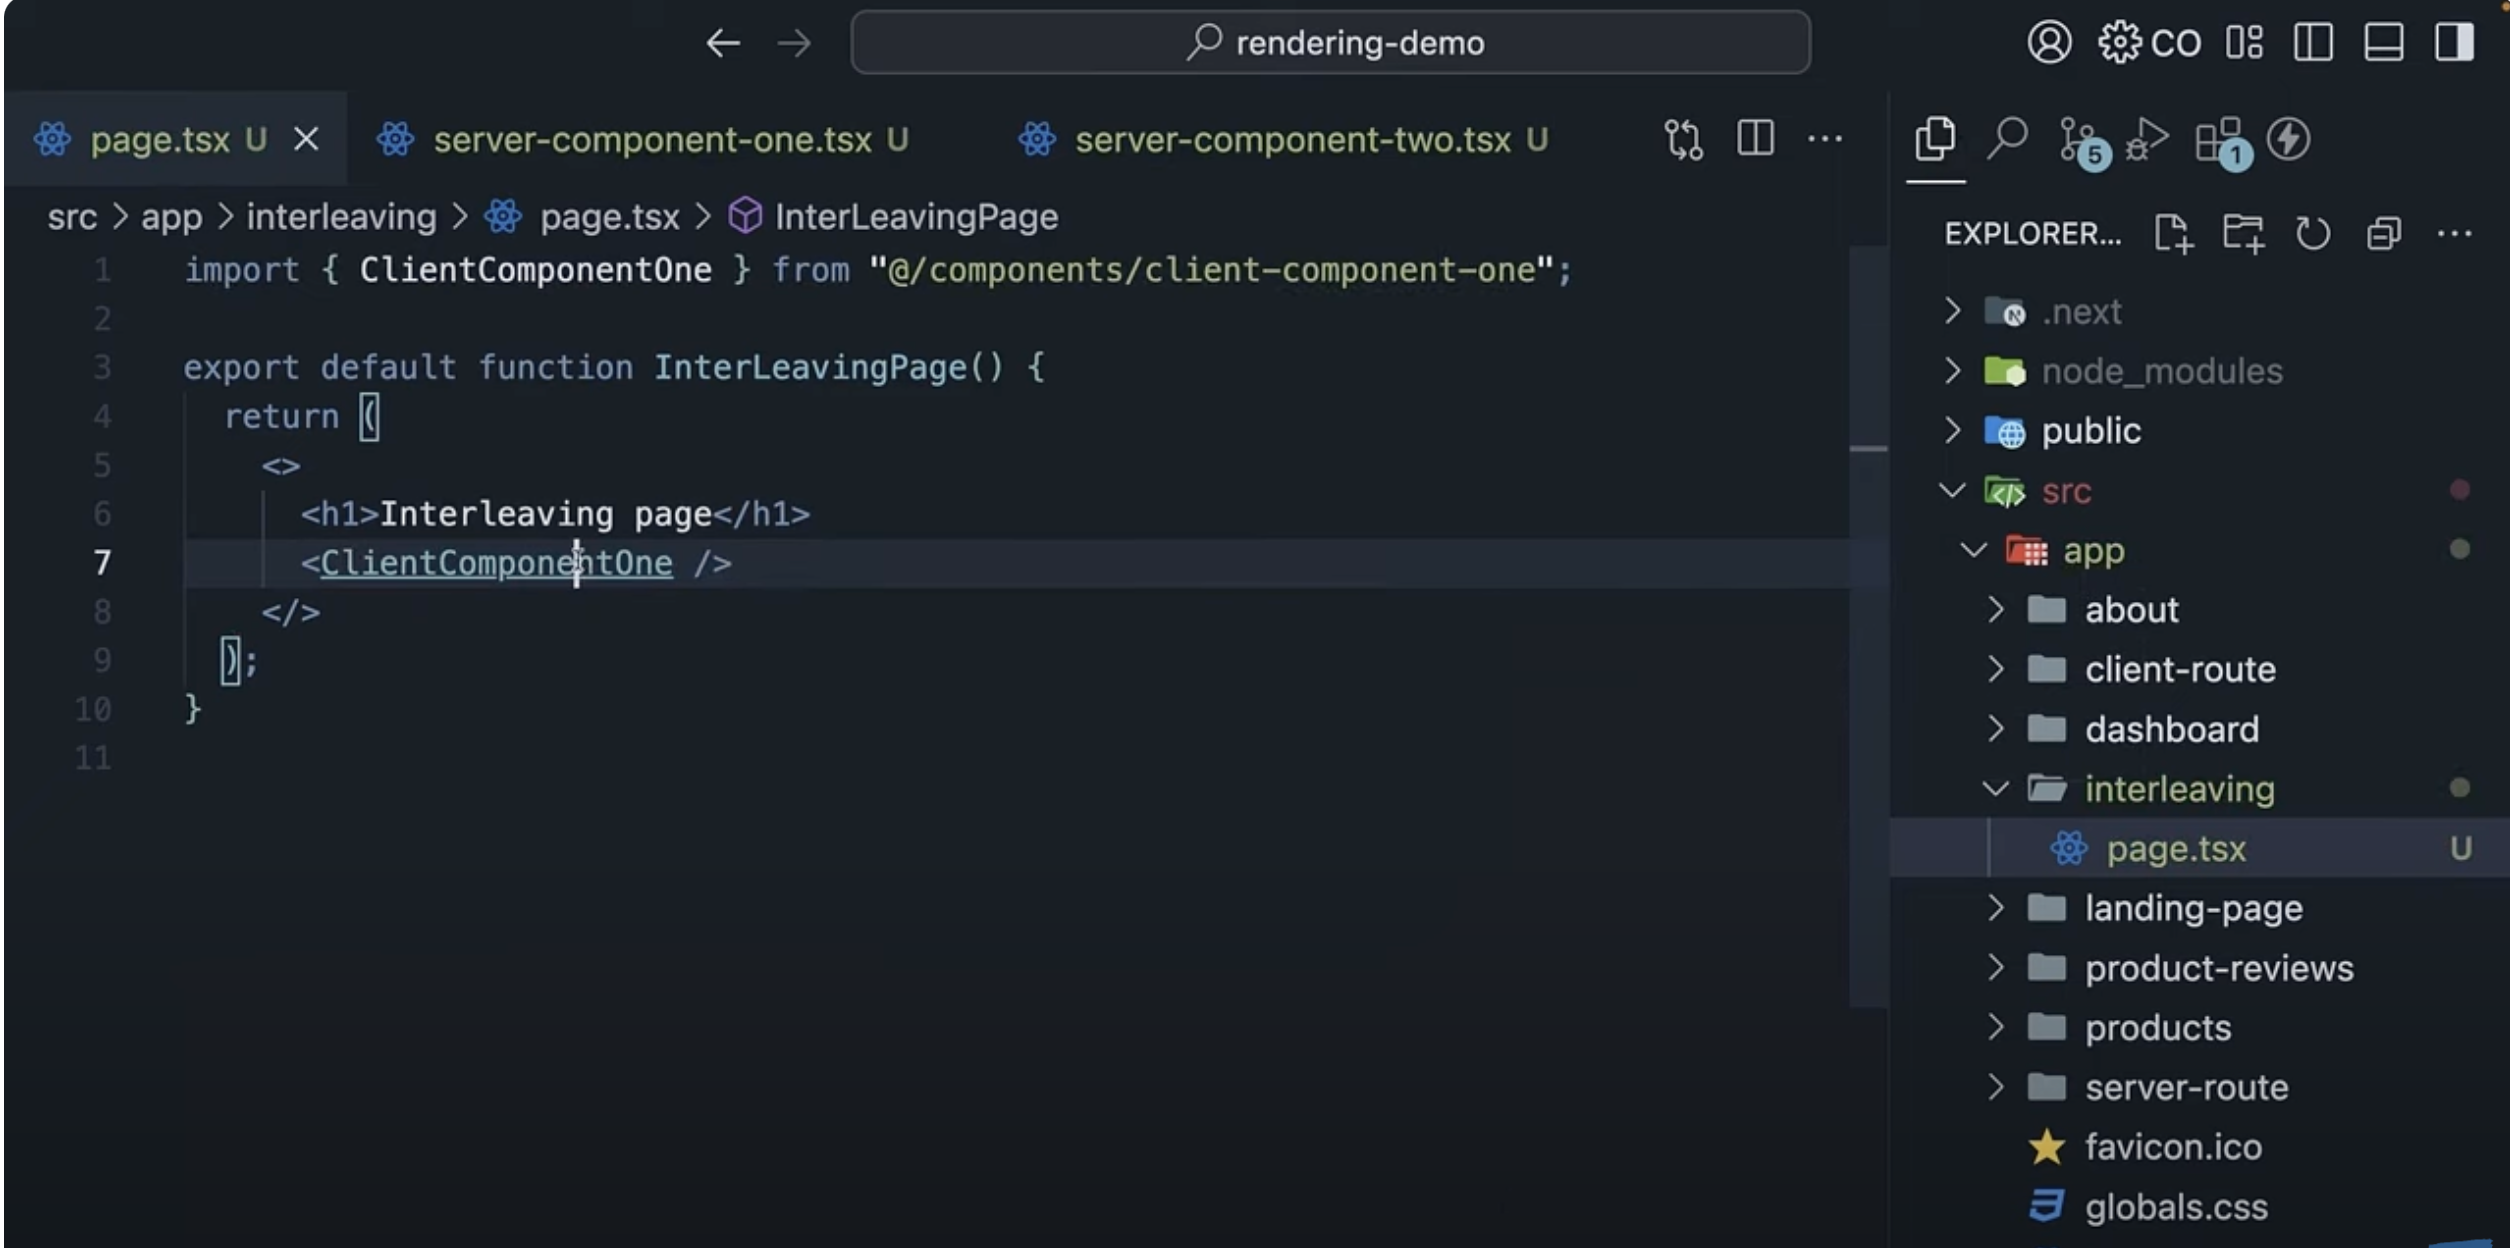 rendering-demo
CO
page.tsx U
server-component-one.tsx U
server-component-two.tsx U
5
1
src > app > interleaving > page.tsx > InterLeavingPage
1 import { ClientComponentOne } from "@/components/client-component-one";
2
3 export default function InterLeavingPage() {
4 return (
5 <>
6 <h1>Interleaving page</h1>
7 <ClientComponentOne />
8 </>
9 );
10 }
11
EXPLORER...
.next
node_modules
public
src
app
about
client-route
dashboard
interleaving
page.tsx U
landing-page
product-reviews
products
server-route
favicon.ico
globals.css